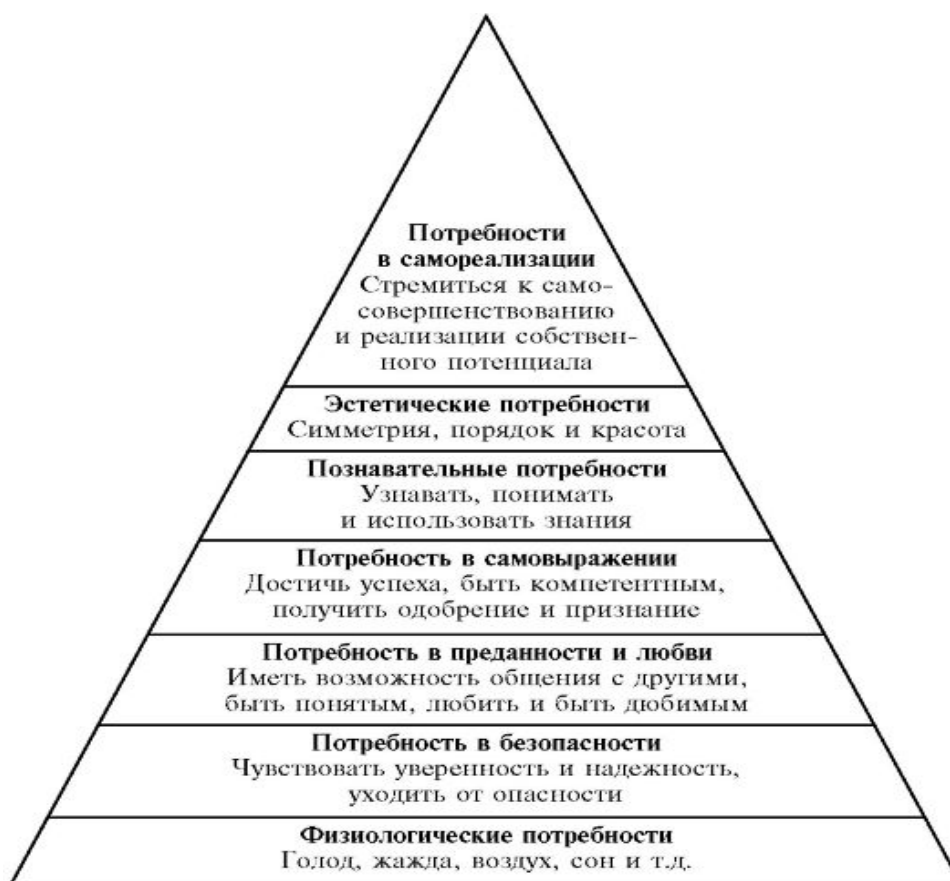 Потребности
в самореализации
Стремиться к само-
совершенствованию
и реализации собствен-
ного потенциала
Эстетические потребности
Симметрия, порядок и красота
Познавательные потребности
Узнавать, понимать
и использовать знания
Потребность в самовыражении
Достичь успеха, быть компетентным,
получить одобрение и признание
Потребность в преданности и любви
Иметь возможность общения с другими,
быть понятым, любить и быть дюбимым
Потребность в безопасности
Чувствовать уверенность и надежность,
уходить от опасности
Физиологические потребности
Голод, жажда, воздух, сон и т.д.